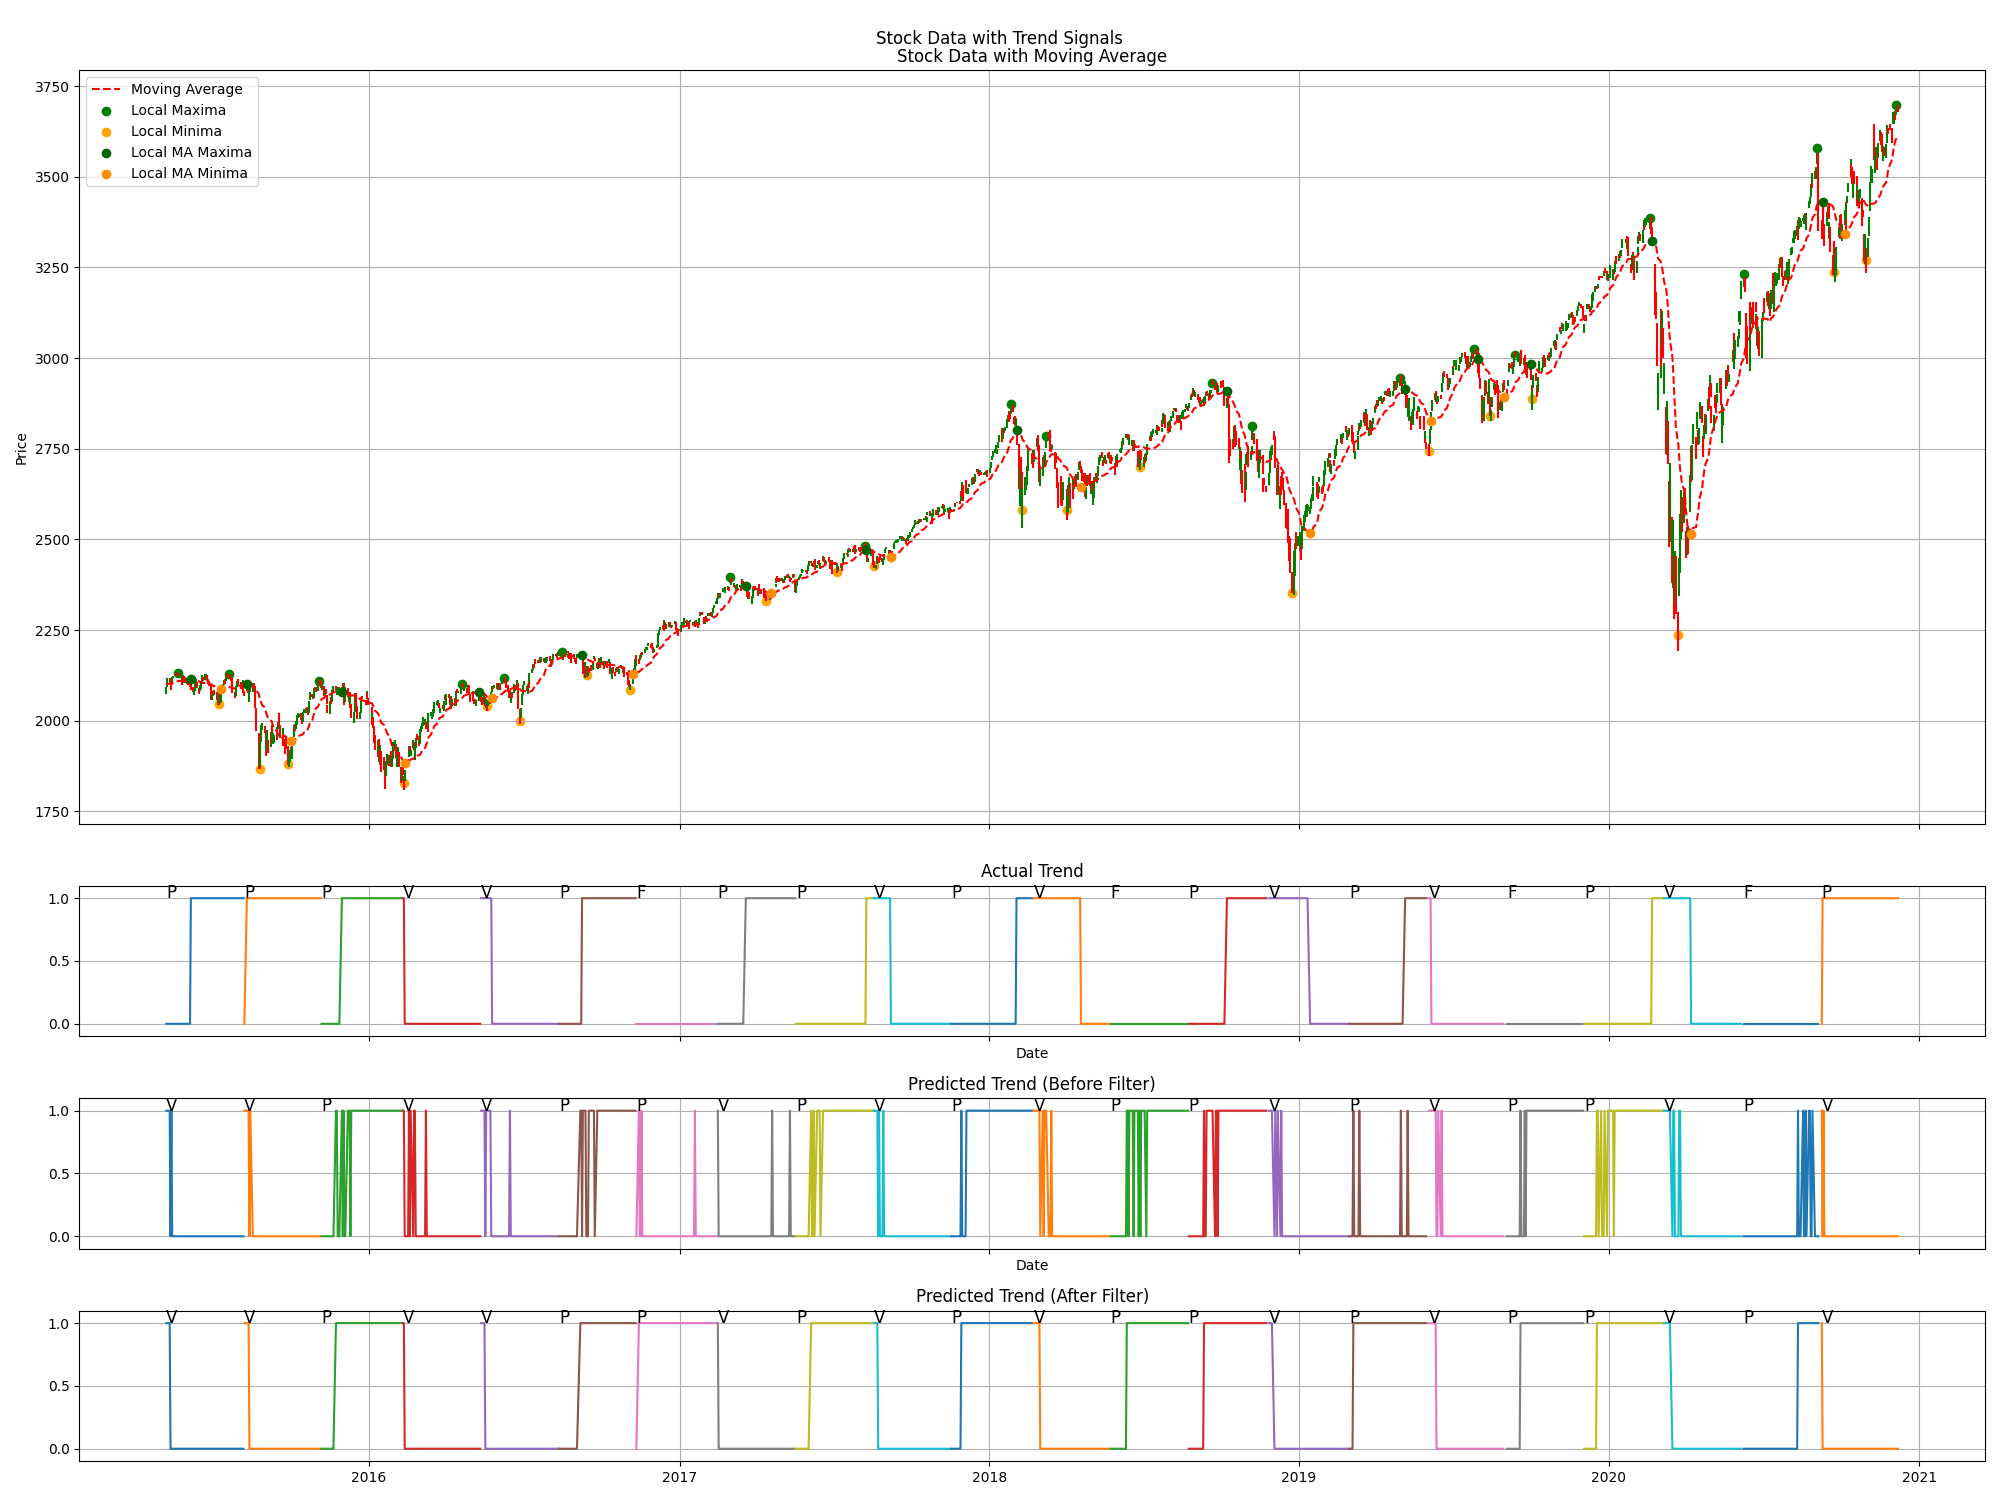 Stock Data with Trend Signals
Stock Data with Moving Average
Moving Average
Local Maxima
Local Minima
Local MA Maxima
Local MA Minima
Price
3750
3500
3250
3000
2750
2500
2250
2000
1750
Actual Trend
P P P V V P F P P V P V F P V P V F P V F P
1.0
0.5
0.0
Date
Predicted Trend (Before Filter)
V V P V V P P V P V P V P P V P V P P V P V
1.0
0.5
0.0
Date
Predicted Trend (After Filter)
V V P V V P P V P V P V P P V P V P P V P V
1.0
0.5
0.0
2016 2017 2018 2019 2020 2021